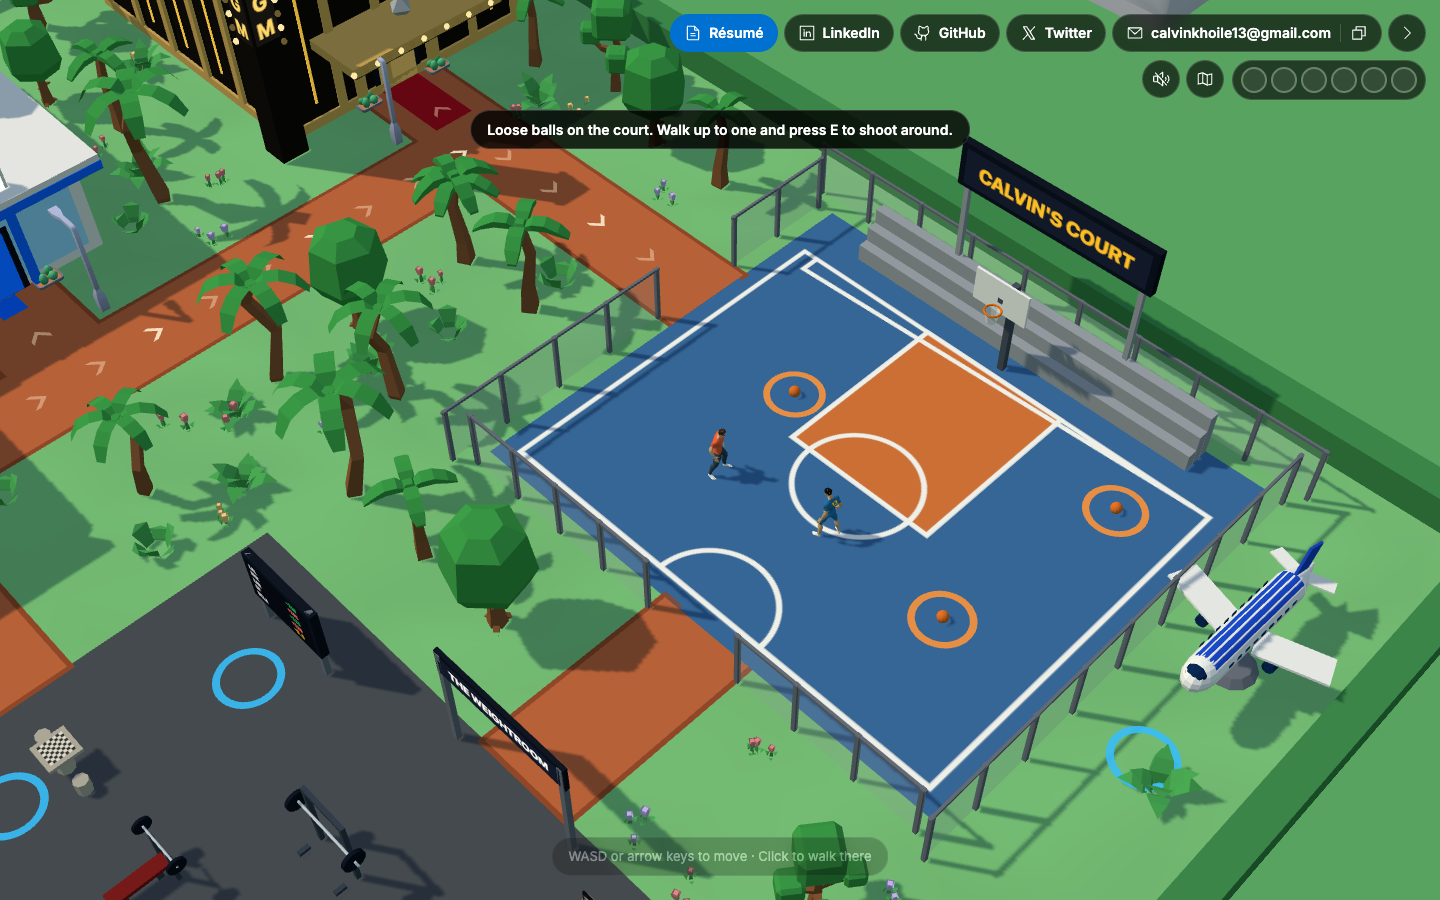 G
G
M
M
Résumé
LinkedIn
GitHub
Twitter
calvinkhoile13@gmail.com
Loose balls on the court. Walk up to one and press E to shoot around.
CALVIN'S COURT
THE WEIGHTROOM
WASD or arrow keys to move · Click to walk there